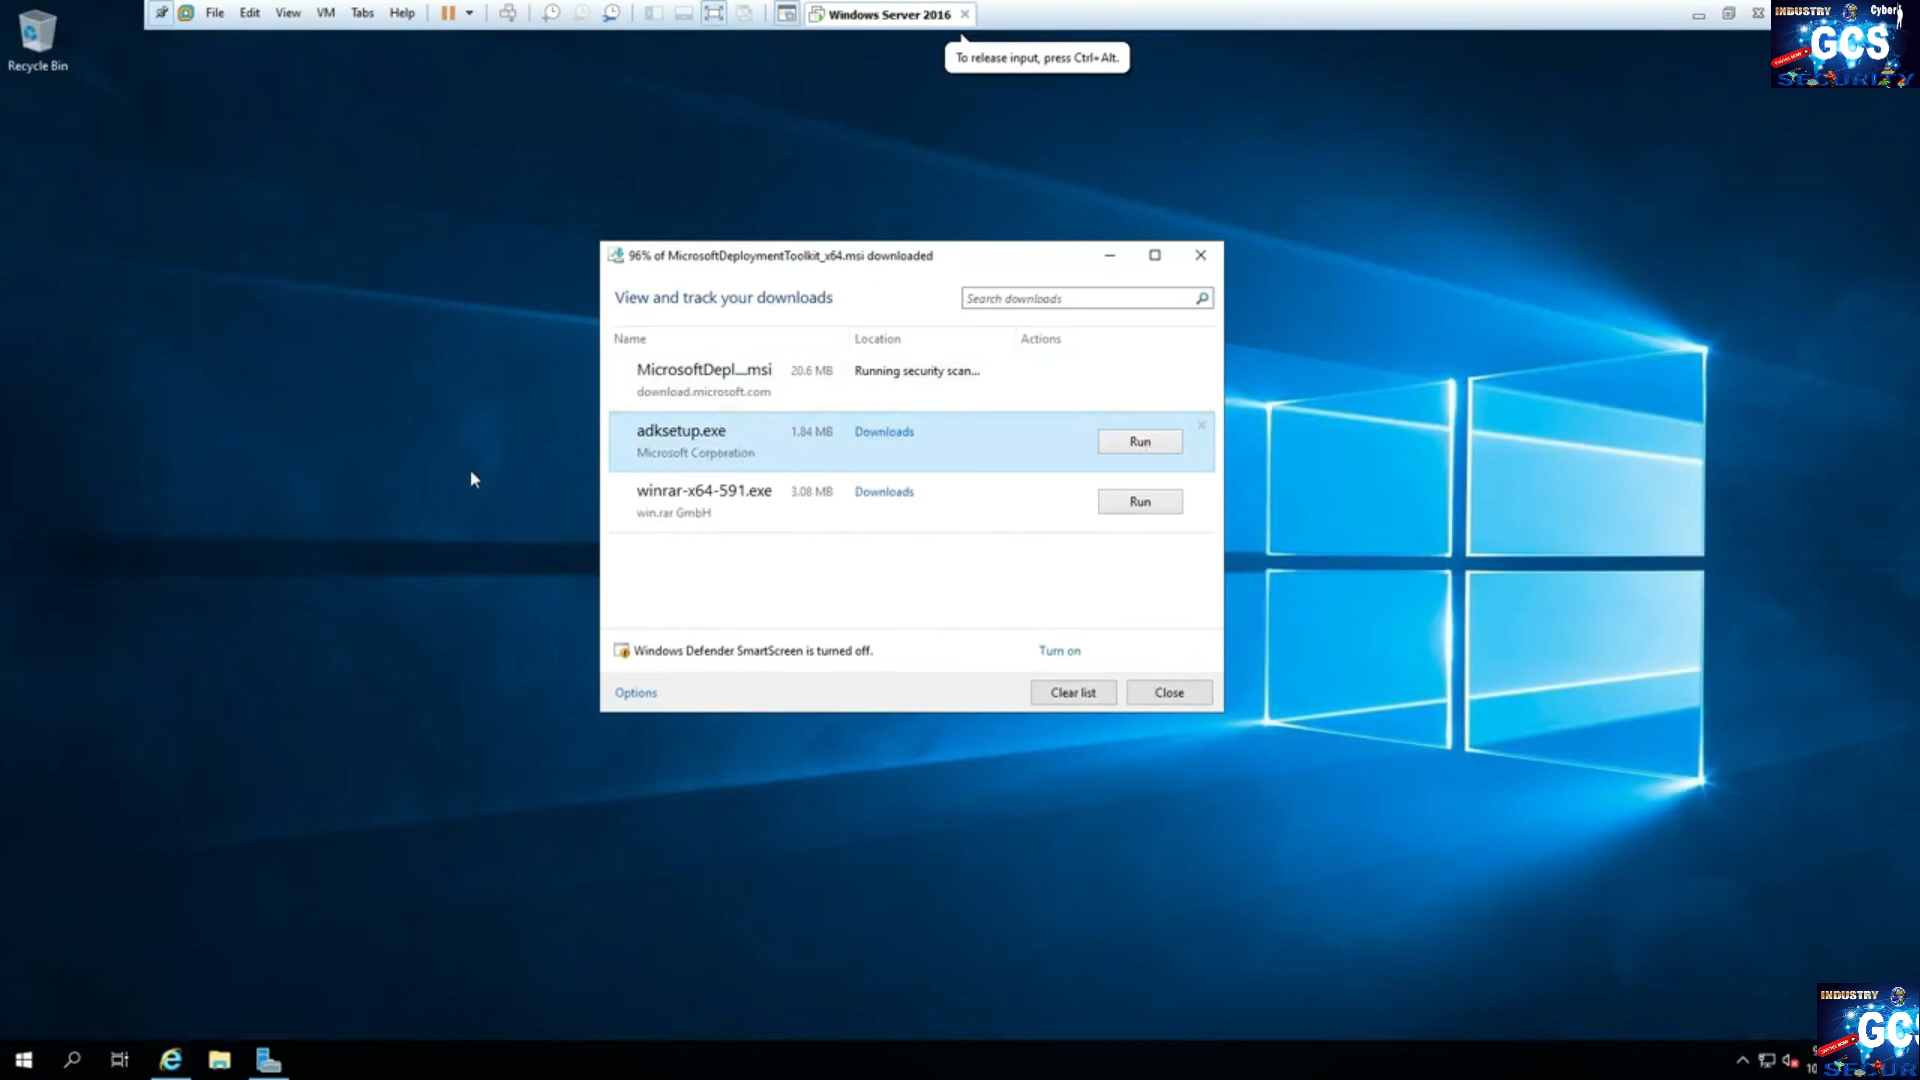 File Edit View VM Tabs Help
Windows Server 2016
To release input, press Ctrl+Alt.
INDUSTRY Cyber
GCS
SECURITY
Recycle Bin
96% of MicrosoftDeploymentToolkit_x64.msi downloaded
View and track your downloads
Search downloads
Name Location Actions
MicrosoftDepl....msi 20.6 MB Running security scan...
download.microsoft.com
adksetup.exe 1.84 MB Downloads Run
Microsoft Corporation
winrar-x64-591.exe 3.08 MB Downloads Run
win.rar GmbH
Windows Defender SmartScreen is turned off. Turn on
Options Clear list Close
INDUSTRY
GCS
SECUR